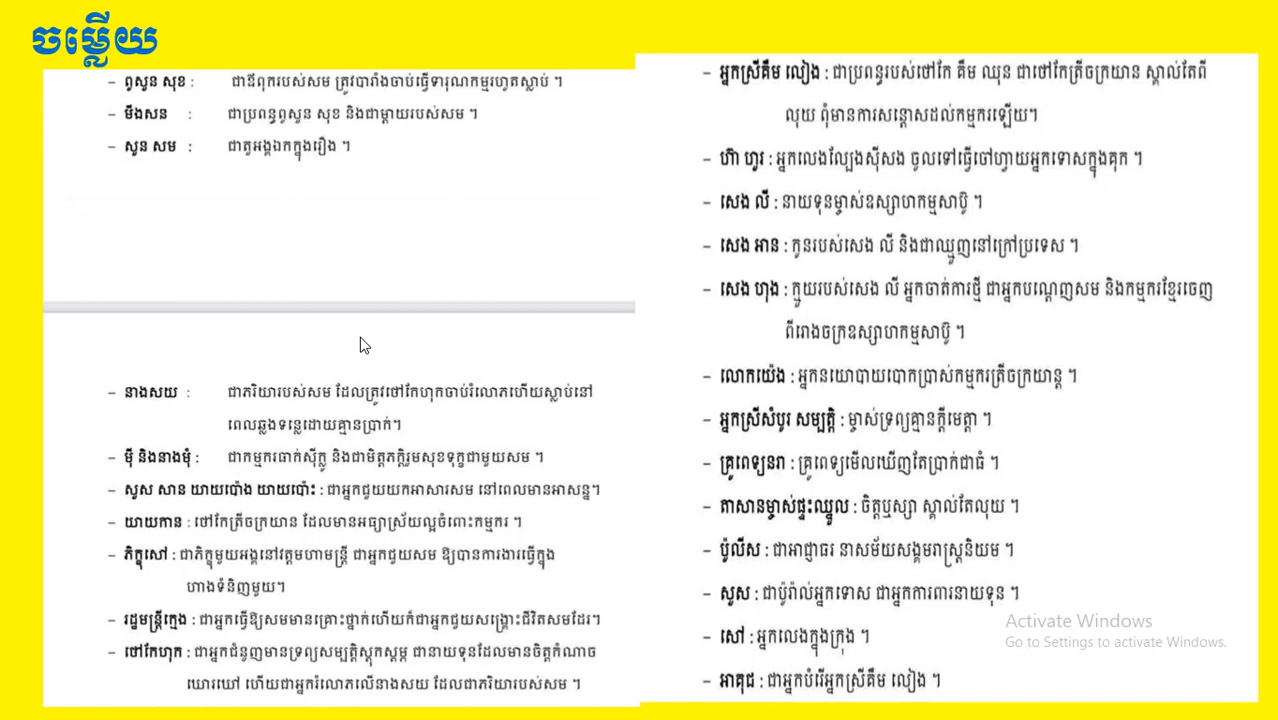 ចម្លើយ
– ពូសួន សុខ : ជាឪពុករបស់សម ត្រូវបារាំងចាប់ធ្វើទារុណកម្មរហូតស្លាប់ ។
– មីងសន : ជាប្រពន្ធពូសួន សុខ និងជាម្ដាយរបស់សម ។
– សួន សម : ជាតួអង្គឯកក្នុងរឿង ។
– នាងសយ : ជាភរិយារបស់សម ដែលត្រូវថៅកែហុកចាប់រំលោភហើយស្លាប់នៅ
ពេលឆ្លងទន្លេដោយគ្មានប្រាក់។
– ម៉ី និងនាងមុំ : ជាកម្មករធាក់ស៊ីក្លូ និងជាមិត្តភក្ដិរួមសុខទុក្ខជាមួយសម ។
– សួស សាន យាយប៉ោង យាយប៉ោះ : ជាអ្នកជួយយកអាសារសម នៅពេលមានអាសន្ន។
– យាយកាន : ថៅកែត្រីចក្រយាន ដែលមានអធ្យាស្រ័យល្អចំពោះកម្មករ ។
– ភិក្ខុសៅ : ជាភិក្ខុមួយអង្គនៅវត្តមហាមន្ត្រី ជាអ្នកជួយសម ឱ្យបានការងារធ្វើក្នុង
ហាងទំនិញមួយ។
– រដ្ឋមន្ត្រីក្មេង : ជាអ្នកធ្វើឱ្យសមមានគ្រោះថ្នាក់ហើយក៏ជាអ្នកជួយសង្គ្រោះជីវិតសមដែរ។
– ថៅកែហុក : ជាអ្នកជំនួញមានទ្រព្យសម្បត្តិស្ដុកស្ដម្ភ ជានាយទុនដែលមានចិត្តកំណាច
ឃោរឃៅ ហើយជាអ្នករំលោភលើនាងសយ ដែលជាភរិយារបស់សម ។
– អ្នកស្រីគឹម លៀង : ជាប្រពន្ធរបស់ថៅកែ គឹម ឈុន ជាថៅកែត្រីចក្រយាន ស្គាល់តែពី
លុយ ពុំមានការសន្ដោសដល់កម្មករឡើយ។
– ហ៊ា ហួរ : អ្នកលេងល្បែងស៊ីសង ចូលទៅធ្វើចៅហ្វាយអ្នកទោសក្នុងគុក ។
– សេង លី : នាយទុនម្ចាស់ឧស្សាហកម្មសាប៊ូ ។
– សេង អាន : កូនរបស់សេង លី និងជាឈ្មួញនៅក្រៅប្រទេស ។
– សេង ហុង : ក្មួយរបស់សេង លី អ្នកចាត់ការថ្មី ជាអ្នកបណ្ដេញសម និងកម្មករខ្មែរចេញ
ពីរោងចក្រឧស្សាហកម្មសាប៊ូ ។
– លោកយ៉េង : អ្នកនយោបាយបោកប្រាស់កម្មករត្រីចក្រយាន្ត ។
– អ្នកស្រីសំបូរ សម្បត្តិ : ម្ចាស់ទ្រព្យគ្មានក្ដីមេត្តា ។
– គ្រូពេទ្យនរា : គ្រូពេទ្យមើលឃើញតែប្រាក់ជាធំ ។
– តាសានម្ចាស់ផ្ទះឈ្នួល : ចិត្តឬស្យា ស្គាល់តែលុយ ។
– ប៉ូលីស : ជាអាជ្ញាធរ នាសម័យសង្គមរាស្ត្រនិយម ។
– សួស : ជាប៉ូរ៉ាល់អ្នកទោស ជាអ្នកការពារនាយទុន ។
– សៅ : អ្នកលេងក្នុងក្រុង ។
– អាគុជ : ជាអ្នកបំរើអ្នកស្រីគឹម លៀង ។
Activate Windows
Go to Settings to activate Windows.